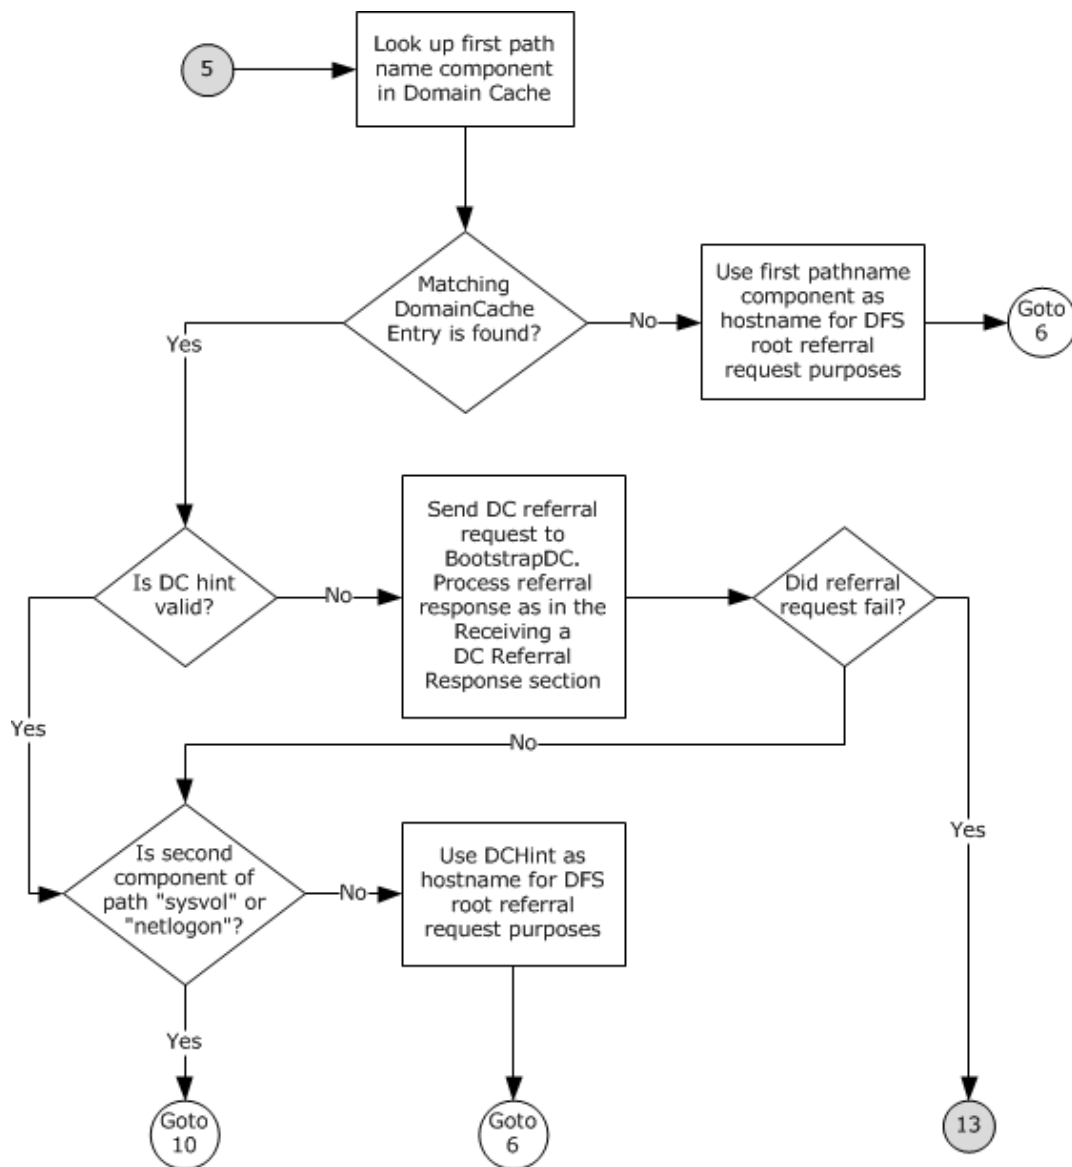 5
Look up first path
name component
in Domain Cache
Matching
DomainCache
Entry is found?
No
Use first pathname
component as
hostname for DFS
root referral
request purposes
Goto
6
Yes
Is DC hint
valid?
No
Send DC referral
request to
BootstrapDC.
Process referral
response as in the
Receiving a
DC Referral
Response section
Did referral
request fail?
Yes
No
Is second
component of
path "sysvol" or
"netlogon"?
No
Use DCHint as
hostname for DFS
root referral
request purposes
Yes
Yes
Goto
10
Goto
6
13